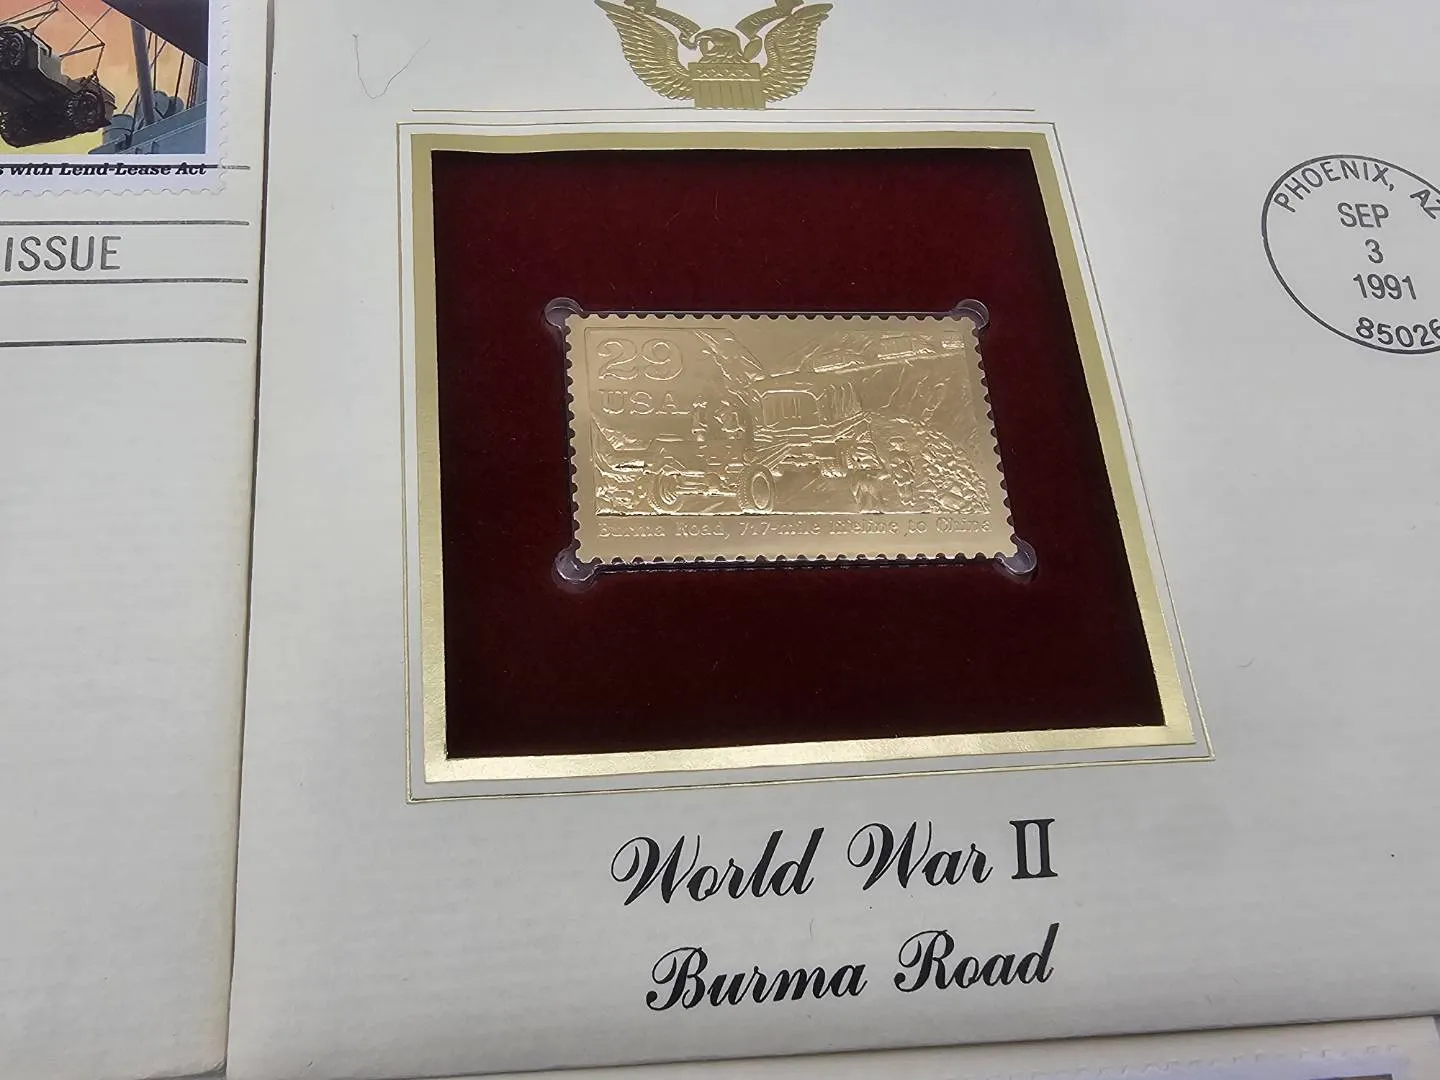 s with Lend-Lease Act
ISSUE
PHOENIX, AZ
SEP
3
1991
85026
29
USA
Burma Road, 717-mile lifeline to China
World War II
Burma Road